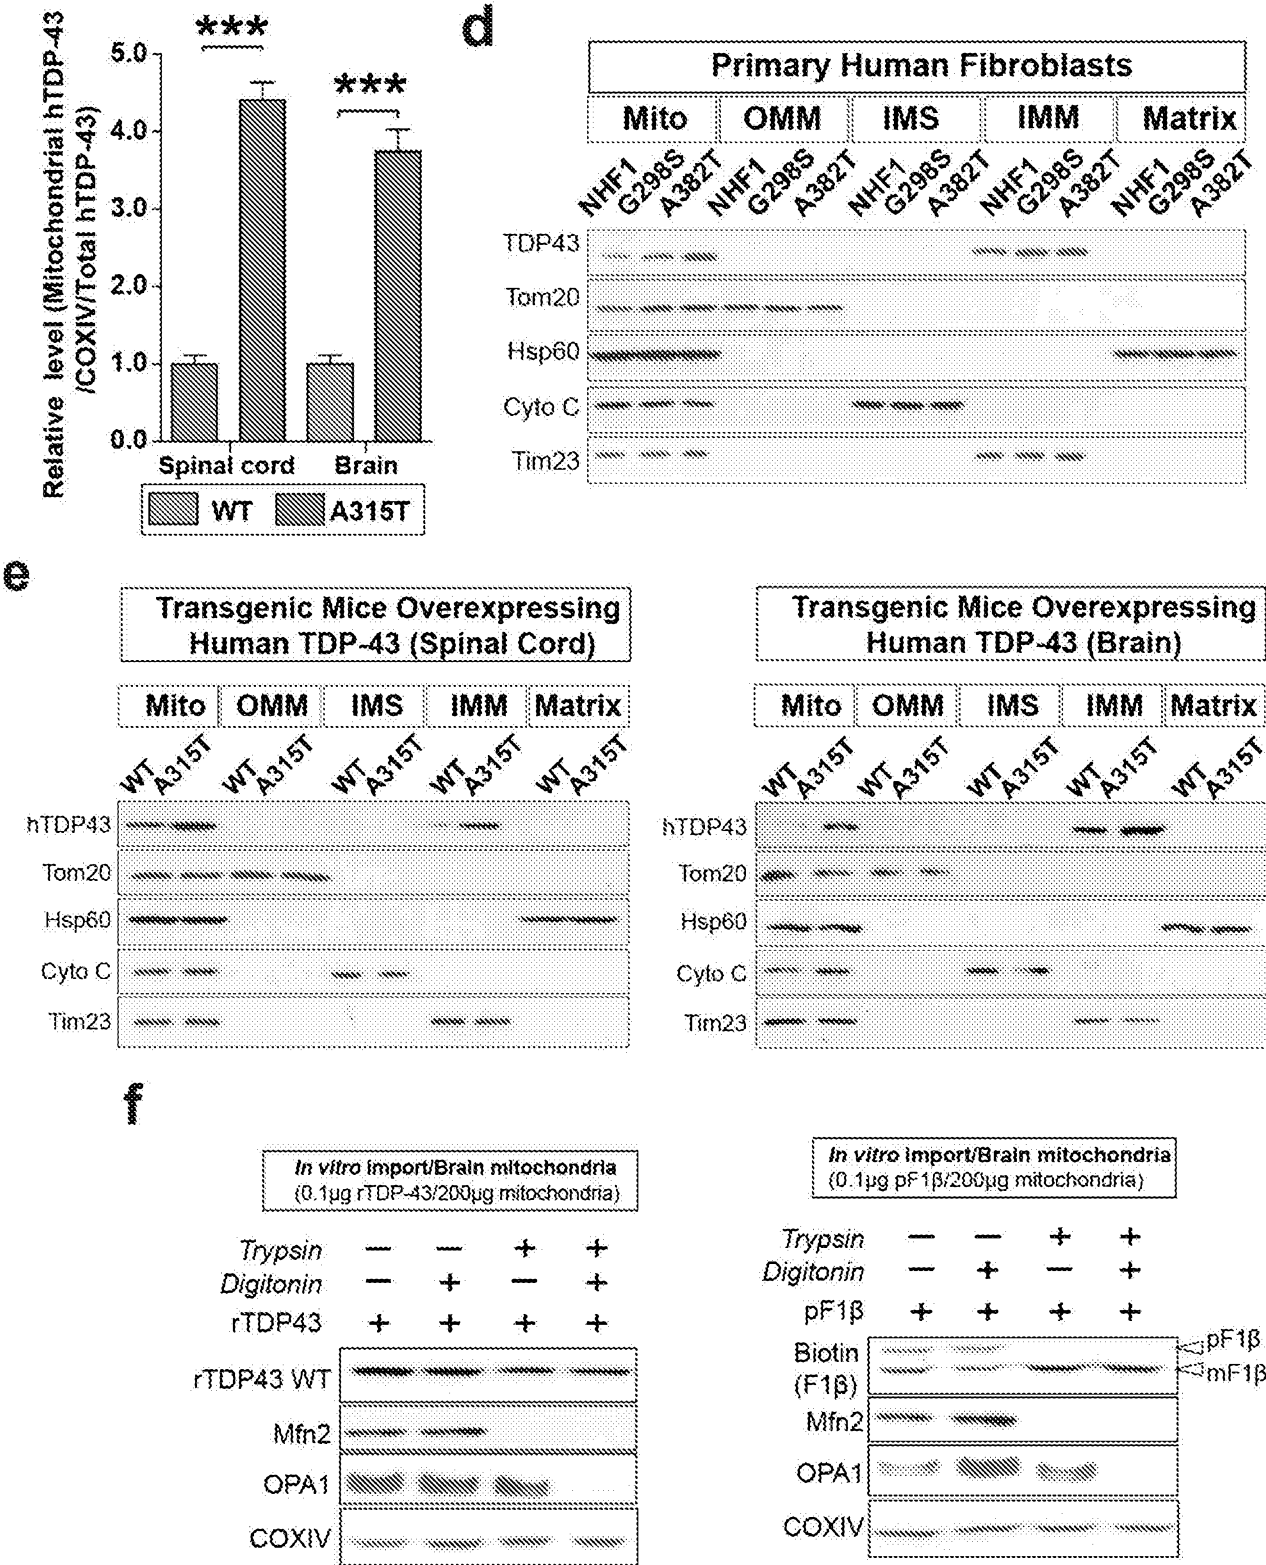 Relative level (Mitochondrial hTDP-43
/COXIV/Total hTDP-43)
5.0
4.0
3.0
2.0
1.0
0.0
***
***
Spinal cord
Brain
WT
A315T
d
Primary Human Fibroblasts
Mito OMM IMS IMM Matrix
NHF1 G298S A382T NHF1 G298S A382T NHF1 G298S A382T NHF1 G298S A382T NHF1 G298S A382T
TDP43
Tom20
Hsp60
Cyto C
Tim23
e
Transgenic Mice Overexpressing
Human TDP-43 (Spinal Cord)
Mito OMM IMS IMM Matrix
WT A315T WT A315T WT A315T WT A315T WT A315T
hTDP43
Tom20
Hsp60
Cyto C
Tim23
Transgenic Mice Overexpressing
Human TDP-43 (Brain)
Mito OMM IMS IMM Matrix
WT A315T WT A315T WT A315T WT A315T WT A315T
hTDP43
Tom20
Hsp60
Cyto C
Tim23
f
In vitro import/Brain mitochondria
(0.1µg rTDP-43/200µg mitochondria)
Trypsin − − + +
Digitonin − + − +
rTDP43 + + + +
rTDP43 WT
Mfn2
OPA1
COXIV
In vitro import/Brain mitochondria
(0.1µg pF1β/200µg mitochondria)
Trypsin − − + +
Digitonin − + − +
pF1β + + + +
Biotin
(F1β)
pF1β
mF1β
Mfn2
OPA1
COXIV